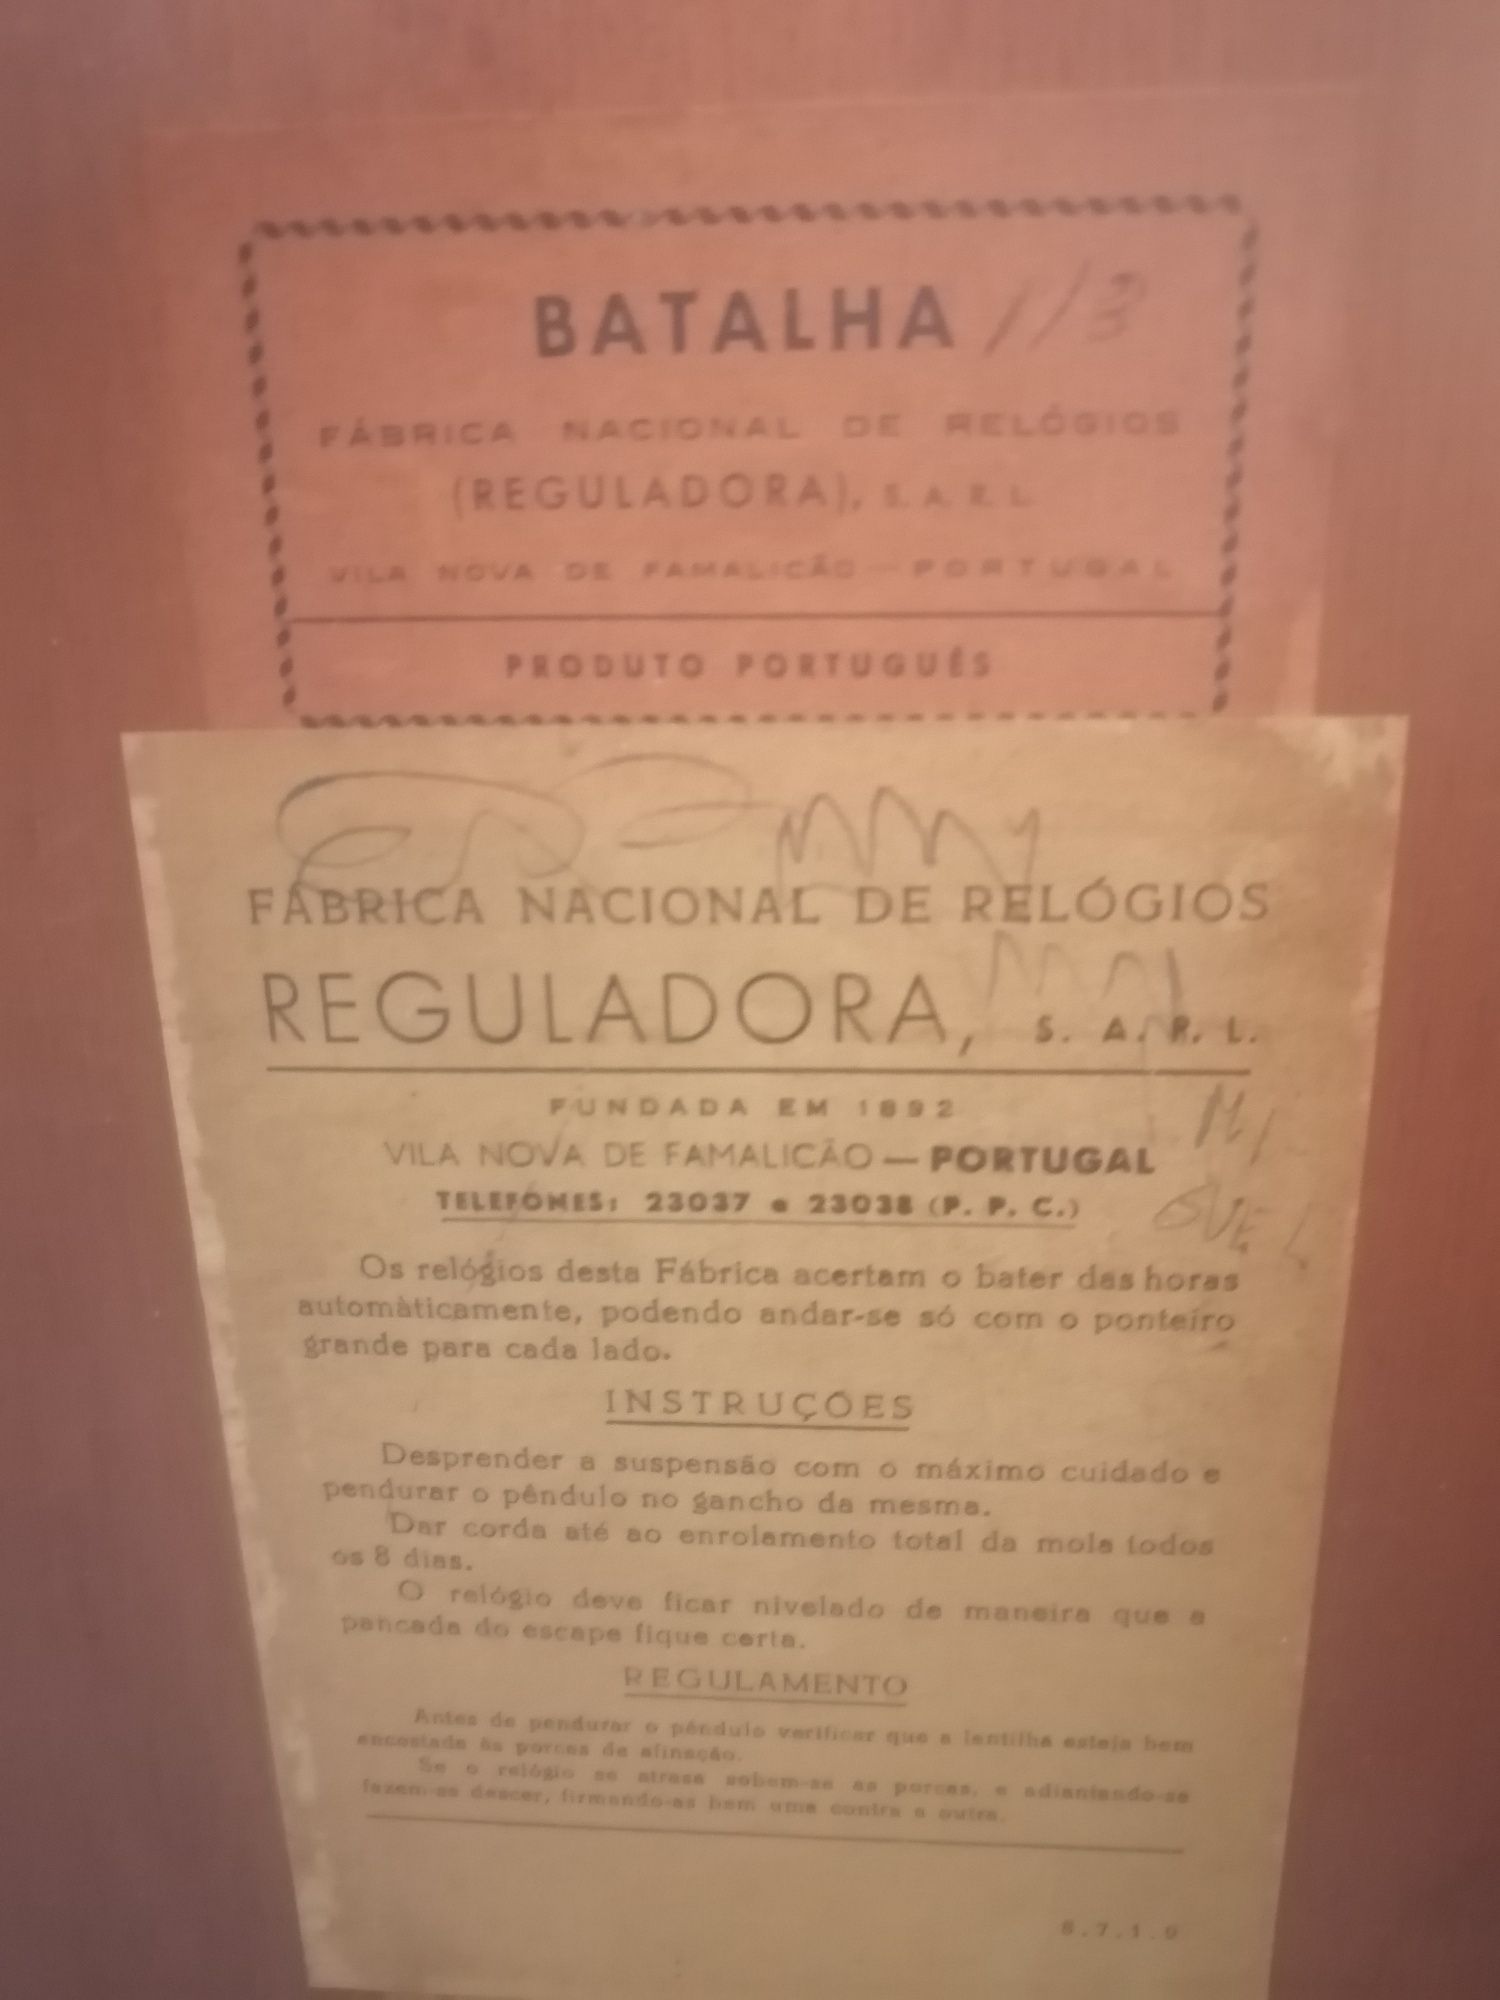 BATALHA 1/3
FÁBRICA NACIONAL DE RELÓGIOS
(REGULADORA), S. A. R. L.
VILA NOVA DE FAMALICÃO — PORTUGAL
PRODUTO PORTUGUÊS
FÁBRICA NACIONAL DE RELÓGIOS
REGULADORA, S. A. R. L.
FUNDADA EM 1892
VILA NOVA DE FAMALICÃO — PORTUGAL
TELEFONES: 23037 e 23038 (P. P. C.)
Os relógios desta Fábrica acertam o bater das horas
automàticamente, podendo andar-se só com o ponteiro
grande para cada lado.
INSTRUÇÕES
Desprender a suspensão com o máximo cuidado e
pendurar o pêndulo no gancho da mesma.
Dar corda até ao enrolamento total da mola todos
os 8 dias.
O relógio deve ficar nivelado de maneira que a
pancada do escape fique certa.
REGULAMENTO
Antes de pendurar o pêndulo verificar que a lentilha esteja bem
encostada às porcas de afinação.
Se o relógio se atrasa sobem-se as porcas, e adiantando-se
fazem-se descer, firmando-as bem uma contra a outra.